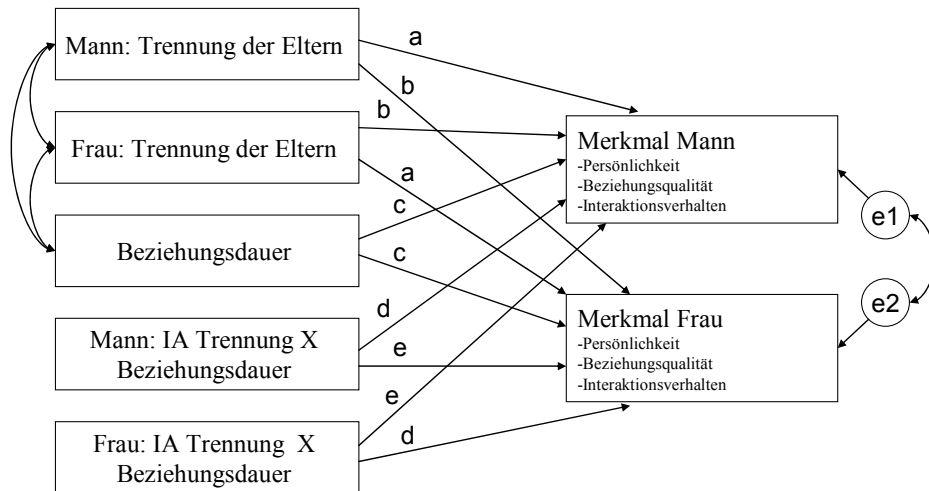 Mann: Trennung der Eltern
a
b
b
Frau: Trennung der Eltern
a
c
Beziehungsdauer
c
d
Mann: IA Trennung X
Beziehungsdauer
e
e
Frau: IA Trennung X
Beziehungsdauer
d
Merkmal Mann
-Persönlichkeit
-Beziehungsqualität
-Interaktionsverhalten
e1
Merkmal Frau
-Persönlichkeit
-Beziehungsqualität
-Interaktionsverhalten
e2